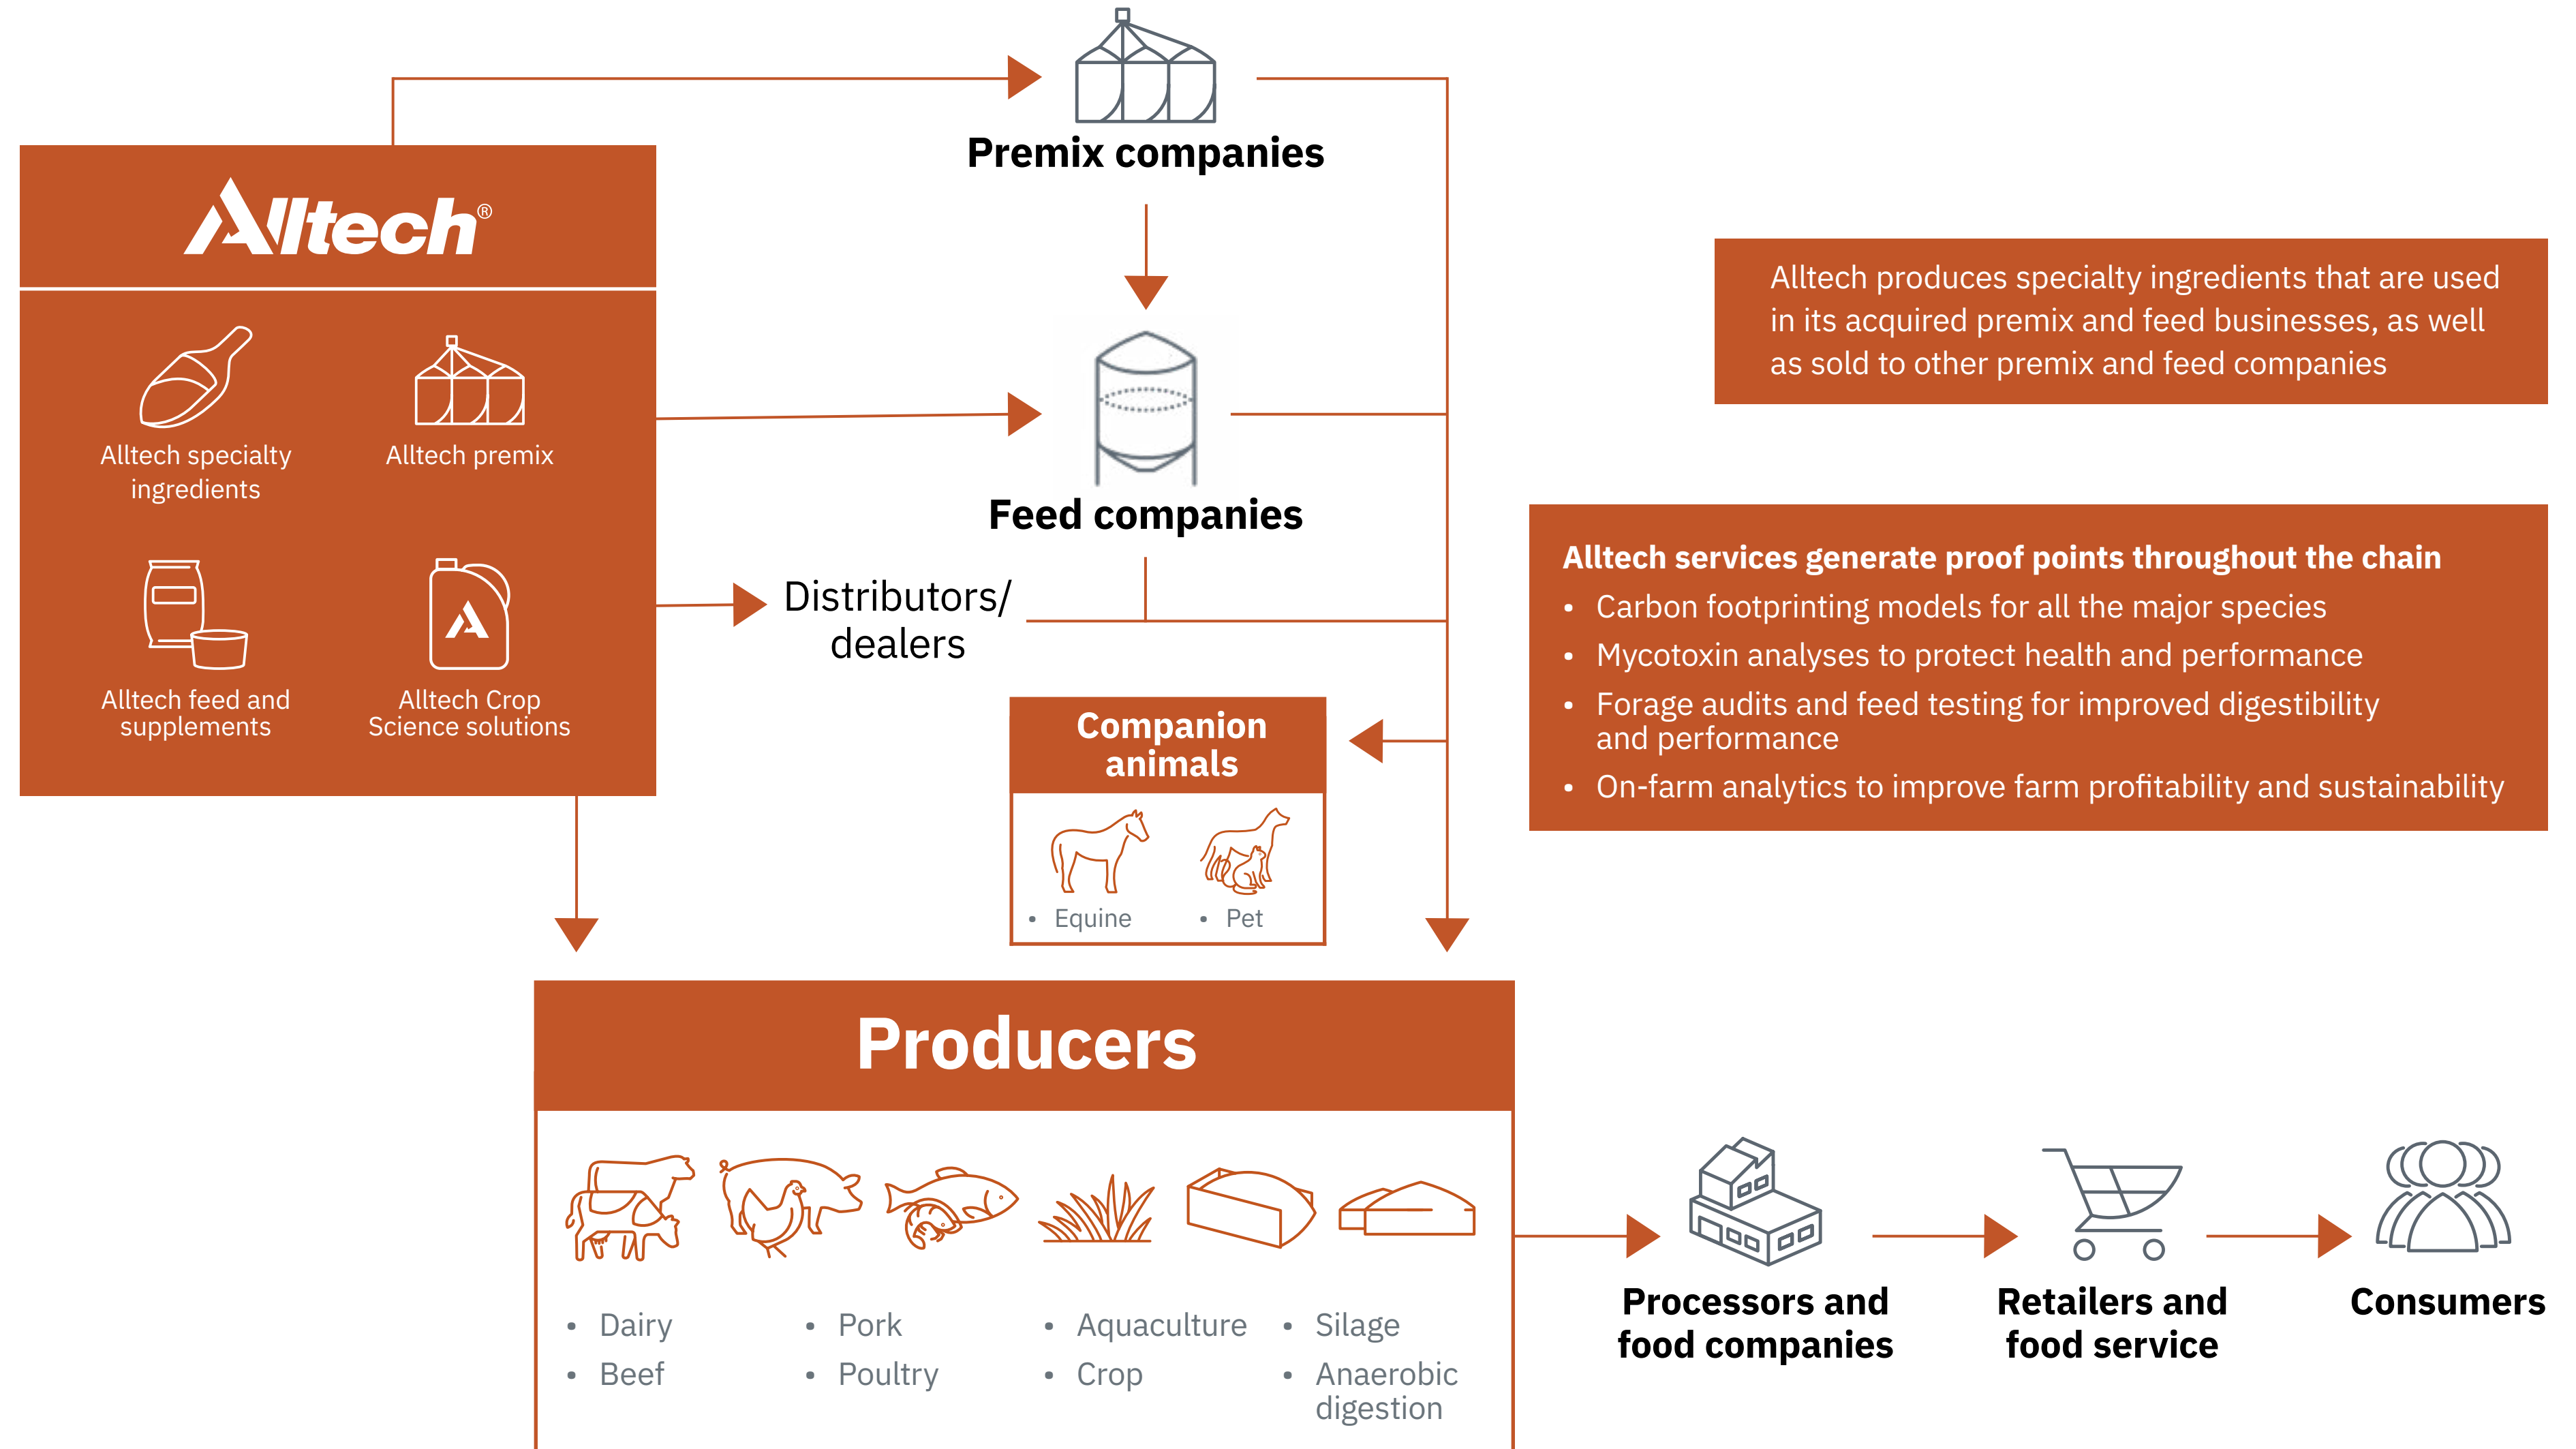 Premix companies
Alltech®
Alltech specialty
ingredients
Alltech premix
Alltech feed and
supplements
Alltech Crop
Science solutions
Feed companies
Distributors/
dealers
Companion
animals
• Equine
• Pet
Alltech produces specialty ingredients that are used
in its acquired premix and feed businesses, as well
as sold to other premix and feed companies
Alltech services generate proof points throughout the chain
• Carbon footprinting models for all the major species
• Mycotoxin analyses to protect health and performance
• Forage audits and feed testing for improved digestibility
and performance
• On-farm analytics to improve farm profitability and sustainability
Producers
• Dairy
• Beef
• Pork
• Poultry
• Aquaculture
• Crop
• Silage
• Anaerobic
digestion
Processors and
food companies
Retailers and
food service
Consumers